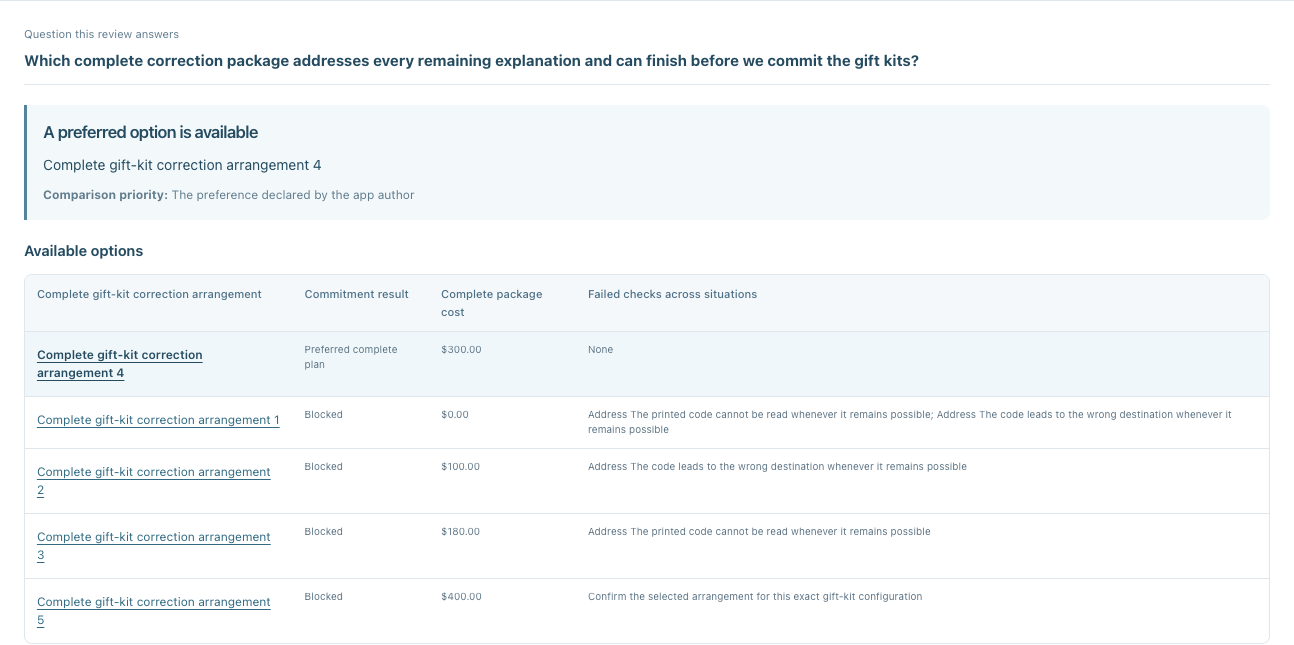 Question this review answers
Which complete correction package addresses every remaining explanation and can finish before we commit the gift kits?
A preferred option is available
Complete gift-kit correction arrangement 4
Comparison priority: The preference declared by the app author
Available options
Complete gift-kit correction arrangement
Commitment result
Complete package
cost
Failed checks across situations
Complete gift-kit correction
arrangement 4
Preferred complete
plan
$300.00
None
Complete gift-kit correction arrangement 1
Blocked
$0.00
Address The printed code cannot be read whenever it remains possible; Address The code leads to the wrong destination whenever it
remains possible
Complete gift-kit correction arrangement
2
Blocked
$100.00
Address The code leads to the wrong destination whenever it remains possible
Complete gift-kit correction arrangement
3
Blocked
$180.00
Address The printed code cannot be read whenever it remains possible
Complete gift-kit correction arrangement
5
Blocked
$400.00
Confirm the selected arrangement for this exact gift-kit configuration